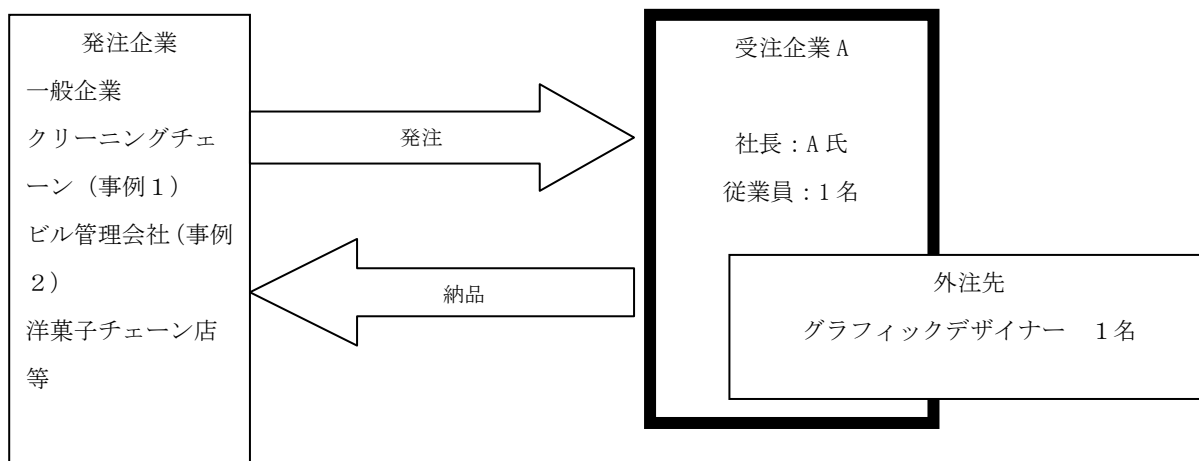 発注企業
一般企業
クリーニングチェ
ーン（事例１）
ビル管理会社(事例
２）
洋菓子チェーン店
等
発注
納品
受注企業 A
社長：A 氏
従業員：1 名
外注先
グラフィックデザイナー　１名